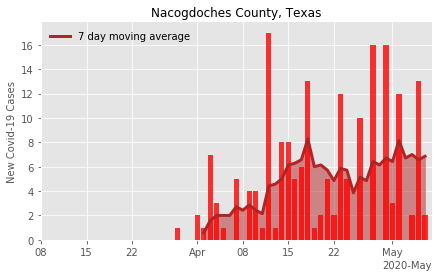 Nacogdoches County, Texas
7 day moving average
New Covid-19 Cases
16
14
12
10
8
6
4
2
0
08 15 22 Apr 08 15 22 May
2020-May